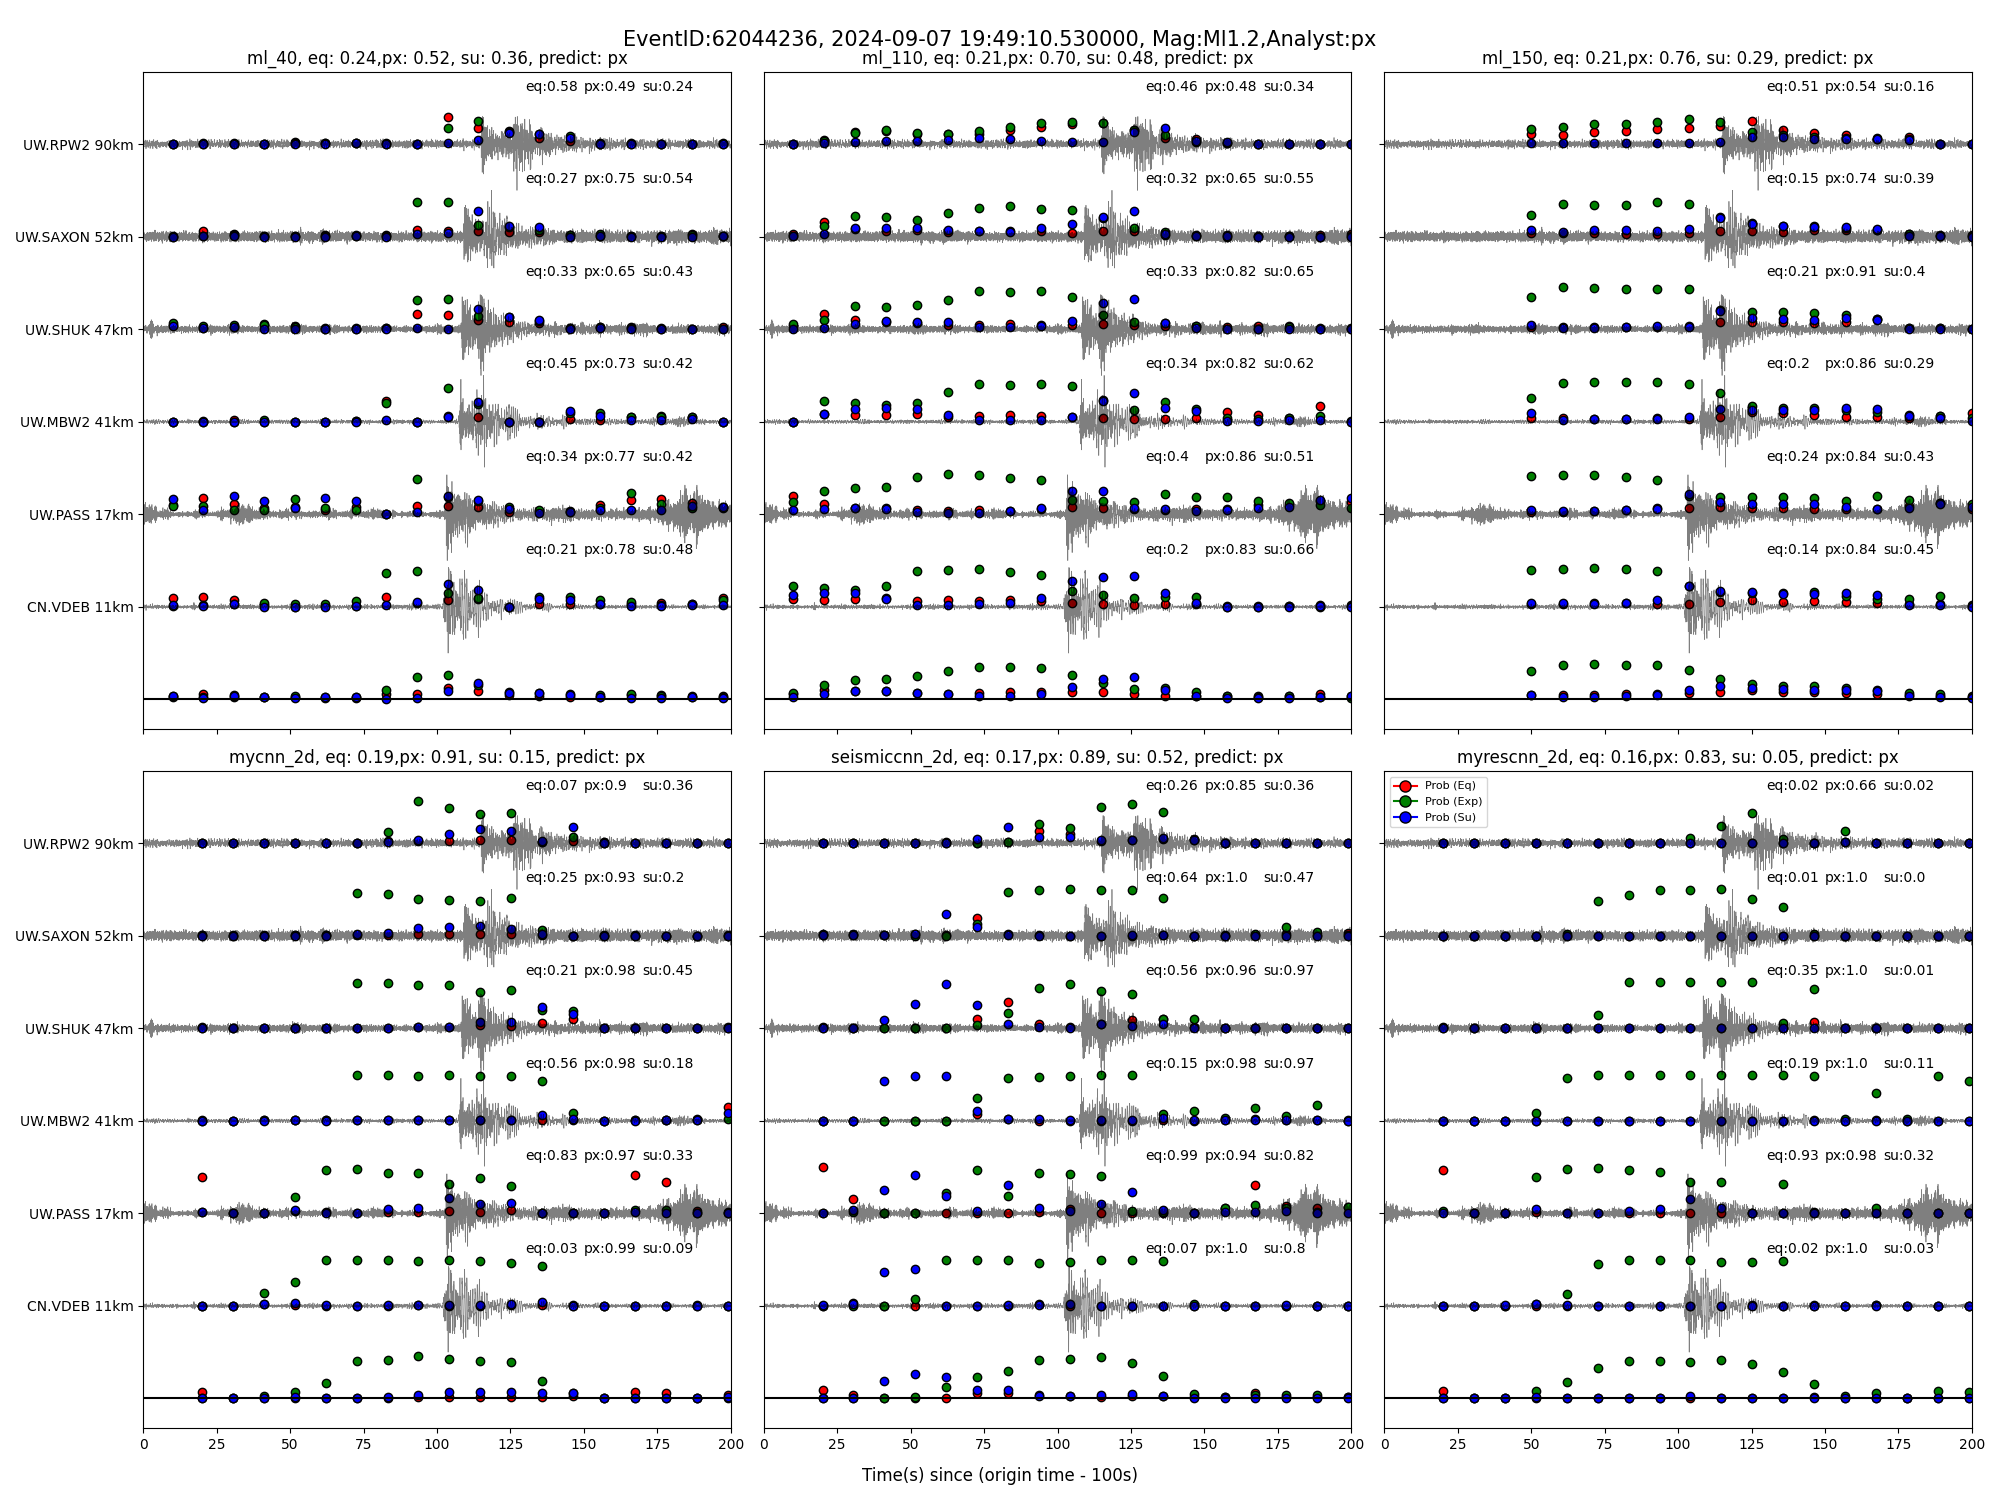 EventID:62044236, 2024-09-07 19:49:10.530000, Mag:Ml1.2,Analyst:px
ml_40, eq: 0.24,px: 0.52, su: 0.36, predict: px
eq:0.58 px:0.49 su:0.24
UW.RPW2 90km
eq:0.27 px:0.75 su:0.54
UW.SAXON 52km
eq:0.33 px:0.65 su:0.43
UW.SHUK 47km
eq:0.45 px:0.73 su:0.42
UW.MBW2 41km
eq:0.34 px:0.77 su:0.42
UW.PASS 17km
eq:0.21 px:0.78 su:0.48
CN.VDEB 11km
ml_110, eq: 0.21,px: 0.70, su: 0.48, predict: px
eq:0.46 px:0.48 su:0.34
eq:0.32 px:0.65 su:0.55
eq:0.33 px:0.82 su:0.65
eq:0.34 px:0.82 su:0.62
eq:0.4 px:0.86 su:0.51
eq:0.2 px:0.83 su:0.66
ml_150, eq: 0.21,px: 0.76, su: 0.29, predict: px
eq:0.51 px:0.54 su:0.16
eq:0.15 px:0.74 su:0.39
eq:0.21 px:0.91 su:0.4
eq:0.2 px:0.86 su:0.29
eq:0.24 px:0.84 su:0.43
eq:0.14 px:0.84 su:0.45
mycnn_2d, eq: 0.19,px: 0.91, su: 0.15, predict: px
eq:0.07 px:0.9 su:0.36
UW.RPW2 90km
eq:0.25 px:0.93 su:0.2
UW.SAXON 52km
eq:0.21 px:0.98 su:0.45
UW.SHUK 47km
eq:0.56 px:0.98 su:0.18
UW.MBW2 41km
eq:0.83 px:0.97 su:0.33
UW.PASS 17km
eq:0.03 px:0.99 su:0.09
CN.VDEB 11km
0 25 50 75 100 125 150 175 200
seismiccnn_2d, eq: 0.17,px: 0.89, su: 0.52, predict: px
eq:0.26 px:0.85 su:0.36
eq:0.64 px:1.0 su:0.47
eq:0.56 px:0.96 su:0.97
eq:0.15 px:0.98 su:0.97
eq:0.99 px:0.94 su:0.82
eq:0.07 px:1.0 su:0.8
0 25 50 75 100 125 150 175 200
myrescnn_2d, eq: 0.16,px: 0.83, su: 0.05, predict: px
Prob (Eq)
Prob (Exp)
Prob (Su)
eq:0.02 px:0.66 su:0.02
eq:0.01 px:1.0 su:0.0
eq:0.35 px:1.0 su:0.01
eq:0.19 px:1.0 su:0.11
eq:0.93 px:0.98 su:0.32
eq:0.02 px:1.0 su:0.03
0 25 50 75 100 125 150 175 200
Time(s) since (origin time - 100s)